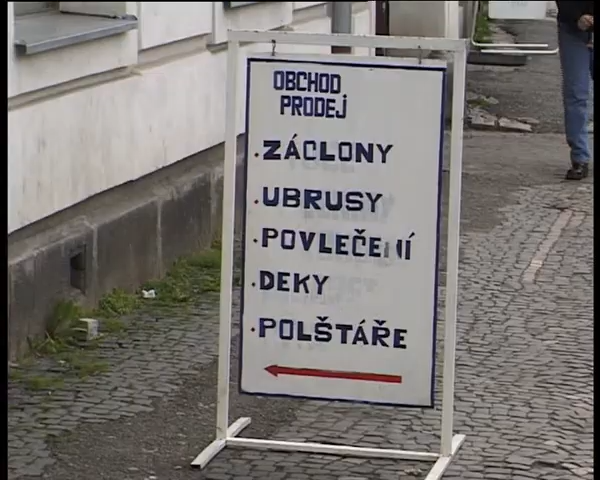 OBCHOD
PRODEJ
ZÁCLONY
UBRUSY
POVLEČENÍ
DEKY
POLŠTÁŘE